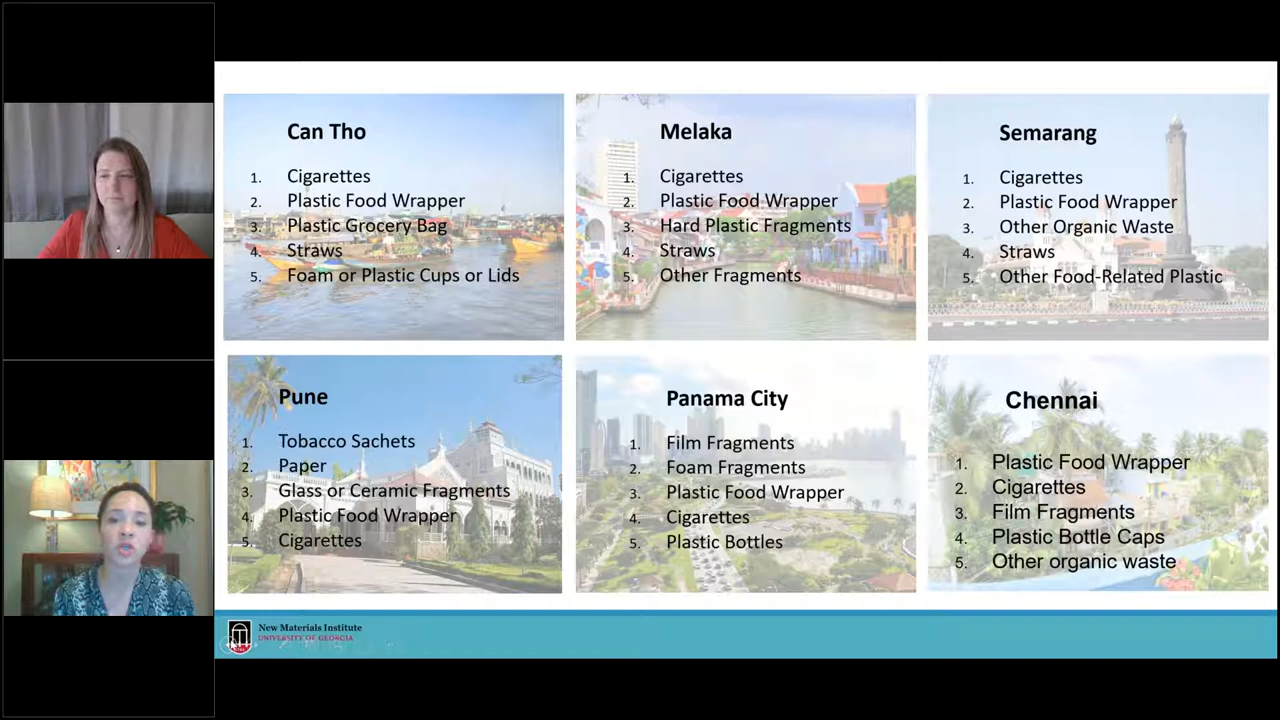 Can Tho
1. Cigarettes
2. Plastic Food Wrapper
3. Plastic Grocery Bag
4. Straws
5. Foam or Plastic Cups or Lids
Melaka
1. Cigarettes
2. Plastic Food Wrapper
3. Hard Plastic Fragments
4. Straws
5. Other Fragments
Semarang
1. Cigarettes
2. Plastic Food Wrapper
3. Other Organic Waste
4. Straws
5. Other Food-Related Plastic
Pune
1. Tobacco Sachets
2. Paper
3. Glass or Ceramic Fragments
4. Plastic Food Wrapper
5. Cigarettes
Panama City
1. Film Fragments
2. Foam Fragments
3. Plastic Food Wrapper
4. Cigarettes
5. Plastic Bottles
Chennai
1. Plastic Food Wrapper
2. Cigarettes
3. Film Fragments
4. Plastic Bottle Caps
5. Other organic waste
New Materials Institute
UNIVERSITY OF GEORGIA